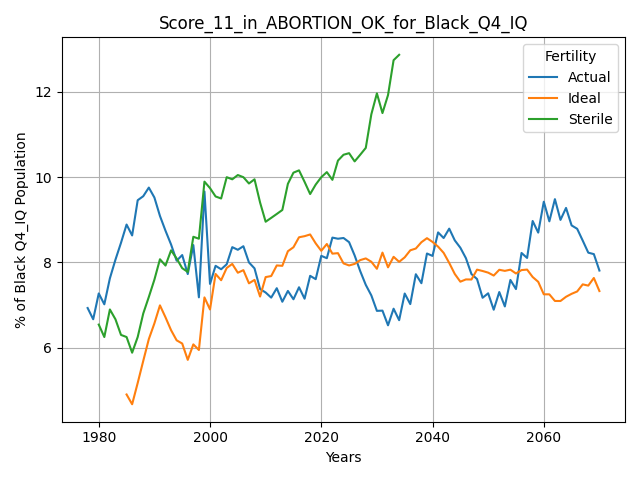 Score_11_in_ABORTION_OK_for_Black_Q4_IQ
% of Black Q4_IQ Population
12
10
8
6
Fertility
Actual
Ideal
Sterile
1980
2000
2020
2040
2060
Years